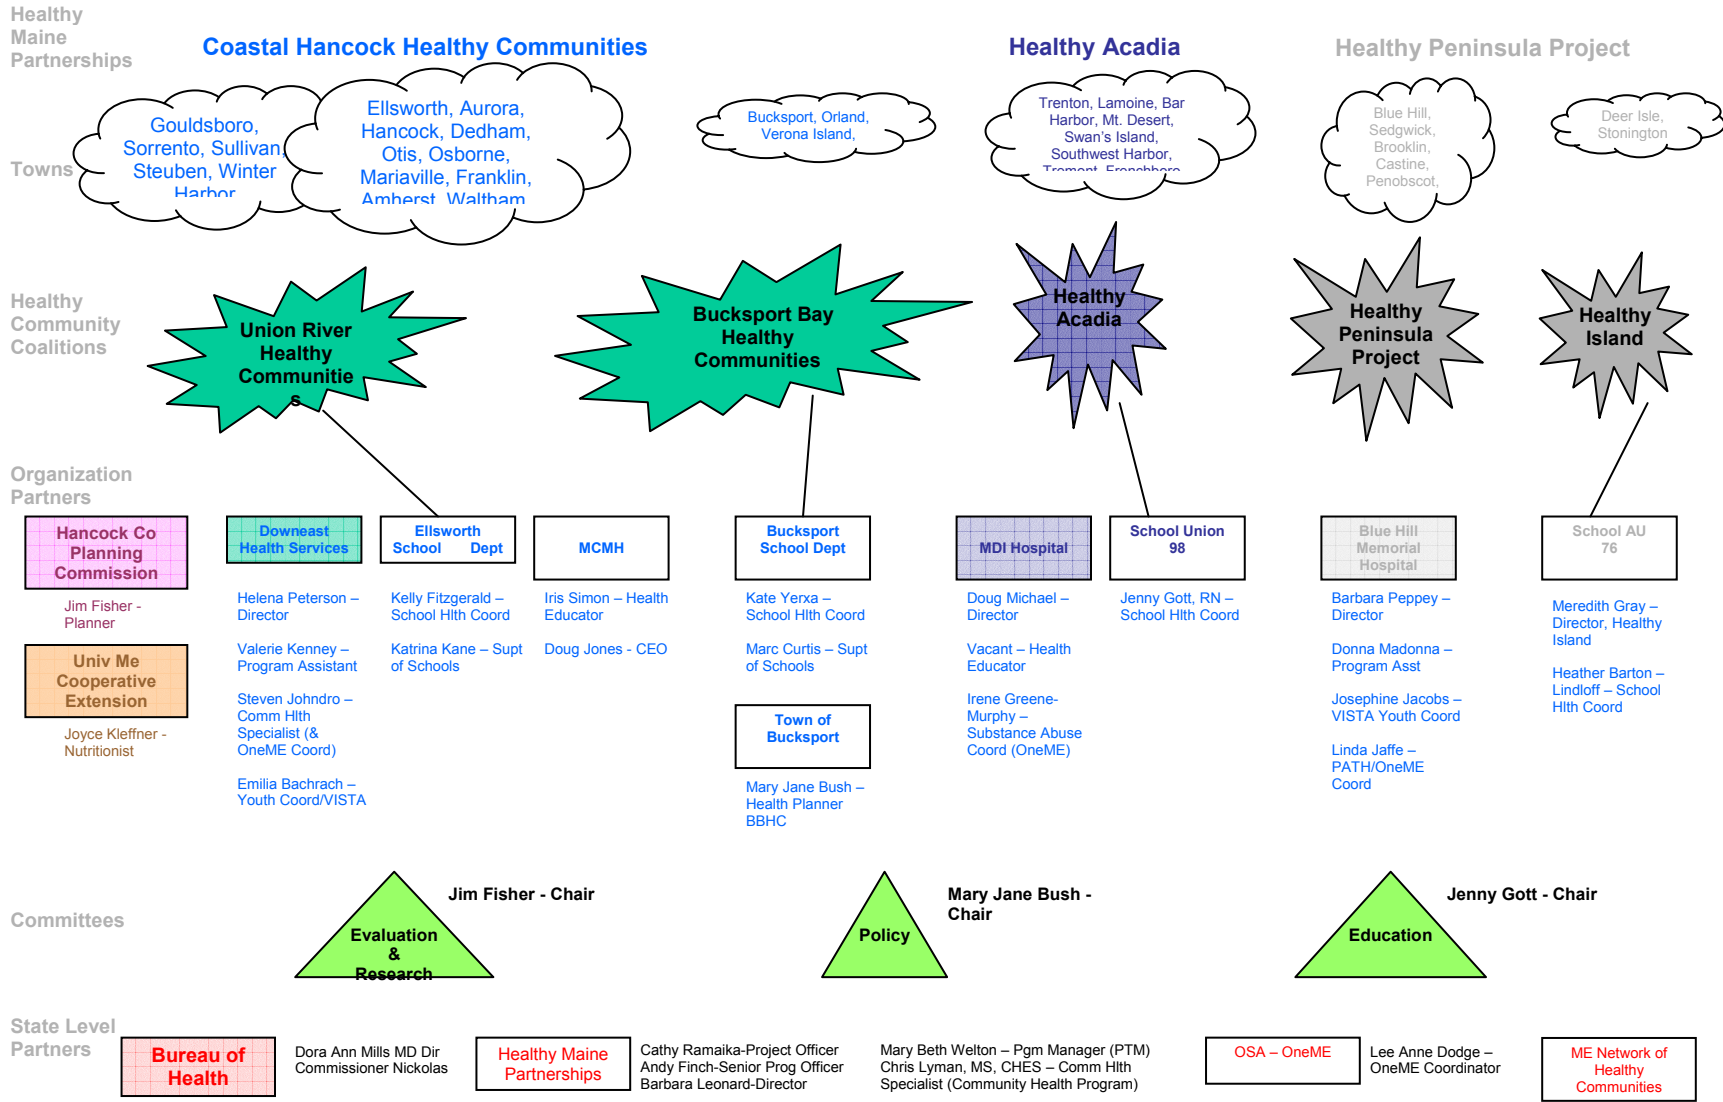 Healthy
Maine
Partnerships
Coastal Hancock Healthy Communities
Healthy Acadia
Healthy Peninsula Project
Towns
Gouldsboro,
Sorrento, Sullivan,
Steuben, Winter
Harbor
Ellsworth, Aurora,
Hancock, Dedham,
Otis, Osborne,
Mariaville, Franklin,
Amherst, Waltham
Bucksport, Orland,
Verona Island,
Trenton, Lamoine, Bar
Harbor, Mt. Desert,
Swan's Island,
Southwest Harbor,
Tremont, Frenchboro
Blue Hill,
Sedgwick,
Brooklin,
Castine,
Penobscot,
Deer Isle,
Stonington
Healthy
Community
Coalitions
Union River
Healthy
Communitie
s
Bucksport Bay
Healthy
Communities
Healthy
Acadia
Healthy
Peninsula
Project
Healthy
Island
Organization
Partners
Hancock Co
Planning
Commission
Jim Fisher -
Planner
Univ Me
Cooperative
Extension
Joyce Kleffner -
Nutritionist
Downeast
Health Services
Helena Peterson –
Director
Valerie Kenney –
Program Assistant
Steven Johndro –
Comm Hlth
Specialist (&
OneME Coord)
Emilia Bachrach –
Youth Coord/VISTA
Ellsworth
School Dept
Kelly Fitzgerald –
School Hlth Coord
Katrina Kane – Supt
of Schools
MCMH
Iris Simon – Health
Educator
Doug Jones - CEO
Bucksport
School Dept
Kate Yerxa –
School Hlth Coord
Marc Curtis – Supt
of Schools
Town of
Bucksport
Mary Jane Bush –
Health Planner
BBHC
MDI Hospital
Doug Michael –
Director
Vacant – Health
Educator
Irene Greene-
Murphy –
Substance Abuse
Coord (OneME)
School Union
98
Jenny Gott, RN –
School Hlth Coord
Blue Hill
Memorial
Hospital
Barbara Peppey –
Director
Donna Madonna –
Program Asst
Josephine Jacobs –
VISTA Youth Coord
Linda Jaffe –
PATH/OneME
Coord
School AU
76
Meredith Gray –
Director, Healthy
Island
Heather Barton –
Lindloff – School
Hlth Coord
Committees
Evaluation
&
Research
Jim Fisher - Chair
Policy
Mary Jane Bush -
Chair
Education
Jenny Gott - Chair
State Level
Partners
Bureau of
Health
Dora Ann Mills MD Dir
Commissioner Nickolas
Healthy Maine
Partnerships
Cathy Ramaika-Project Officer
Andy Finch-Senior Prog Officer
Barbara Leonard-Director
Mary Beth Welton – Pgm Manager (PTM)
Chris Lyman, MS, CHES – Comm Hlth
Specialist (Community Health Program)
OSA – OneME
Lee Anne Dodge –
OneME Coordinator
ME Network of
Healthy
Communities